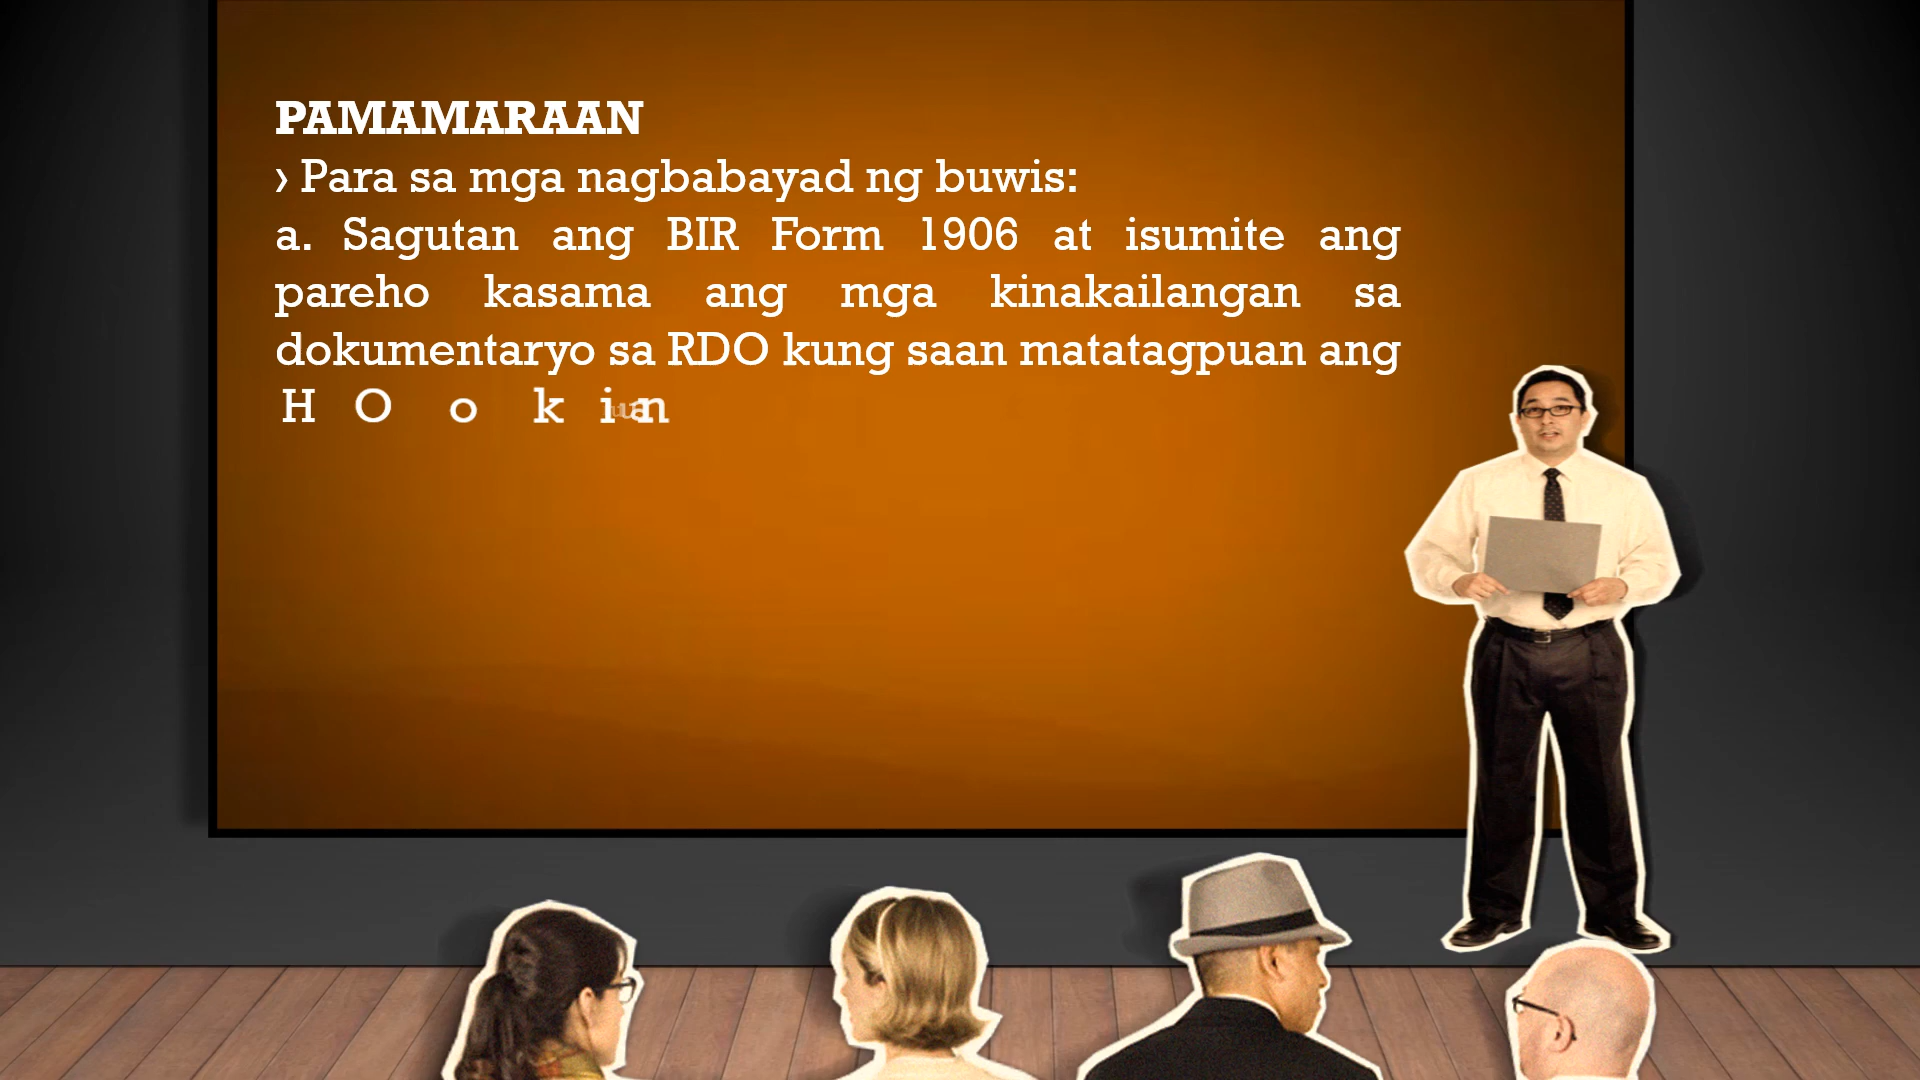 PAMAMARAAN
› Para sa mga nagbabayad ng buwis:
a. Sagutan ang BIR Form 1906 at isumite ang
pareho kasama ang mga kinakailangan sa
dokumentaryo sa RDO kung saan matatagpuan ang
H O o k i n